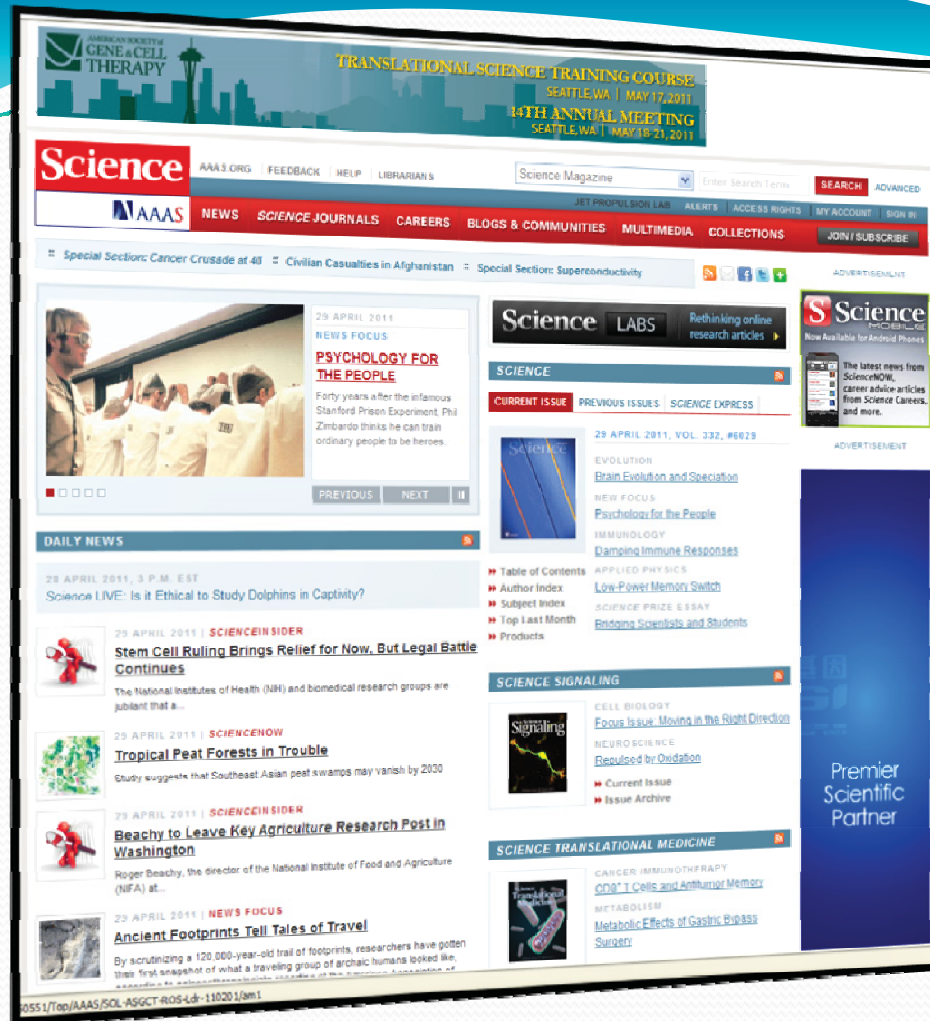 AMERICAN SOCIETY of
GENE & CELL
THERAPY
TRANSLATIONAL SCIENCE TRAINING COURSE
SEATTLE, WA | MAY 17, 2011
14TH ANNUAL MEETING
SEATTLE, WA | MAY 18-21, 2011
Science
AAAS
AAAS.ORG FEEDBACK HELP LIBRARIANS
Science Magazine Enter Search Term SEARCH ADVANCED
JET PROPULSION LAB ALERTS ACCESS RIGHTS MY ACCOUNT SIGN IN
NEWS SCIENCE JOURNALS CAREERS BLOGS & COMMUNITIES MULTIMEDIA COLLECTIONS JOIN / SUBSCRIBE
Special Section: Cancer Crusade at 40 Civilian Casualties in Afghanistan Special Section: Superconductivity
29 APRIL 2011
NEWS FOCUS
PSYCHOLOGY FOR
THE PEOPLE
Forty years after the infamous
Stanford Prison Experiment, Phil
Zimbardo thinks he can train
ordinary people to be heroes.
PREVIOUS NEXT
DAILY NEWS
28 APRIL 2011, 3 P.M. EST
Science LIVE: Is it Ethical to Study Dolphins in Captivity?
29 APRIL 2011 | SCIENCEINSIDER
Stem Cell Ruling Brings Relief for Now, But Legal Battle
Continues
The National Institutes of Health (NIH) and biomedical research groups are
jubilant that a...
29 APRIL 2011 | SCIENCENOW
Tropical Peat Forests in Trouble
Study suggests that Southeast Asian peat swamps may vanish by 2030
29 APRIL 2011 | SCIENCEINSIDER
Beachy to Leave Key Agriculture Research Post in
Washington
Roger Beachy, the director of the National Institute of Food and Agriculture
(NIFA) at...
29 APRIL 2011 | NEWS FOCUS
Ancient Footprints Tell Tales of Travel
By scrutinizing a 120,000-year-old trail of footprints, researchers have gotten
their first snapshot of what a traveling group of archaic humans looked like,
Science LABS Rethinking online
research articles
SCIENCE
CURRENT ISSUE PREVIOUS ISSUES SCIENCE EXPRESS
Science
29 APRIL 2011, VOL. 332, #6029
EVOLUTION
Brain Evolution and Speciation
NEW FOCUS
Psychology for the People
IMMUNOLOGY
Damping Immune Responses
APPLIED PHYSICS
Low-Power Memory Switch
SCIENCE PRIZE ESSAY
Bridging Scientists and Students
Table of Contents
Author Index
Subject Index
Top Last Month
Products
SCIENCE SIGNALING
Signaling
CELL BIOLOGY
Focus Issue: Moving in the Right Direction
NEUROSCIENCE
Repulsed by Oxidation
Current Issue
Issue Archive
SCIENCE TRANSLATIONAL MEDICINE
Science
Translational
Medicine
CANCER IMMUNOTHERAPY
CD8+ T Cells and Antitumor Memory
METABOLISM
Metabolic Effects of Gastric Bypass
Surgery
ADVERTISEMENT
S Science
MOBILE
Now Available for Android Phones
The latest news from
ScienceNOW,
career advice articles
from Science Careers,
and more.
ADVERTISEMENT
Premier
Scientific
Partner
60551/Top/AAAS/SOL-ASGCT-ROS-Ldr-110201/am1